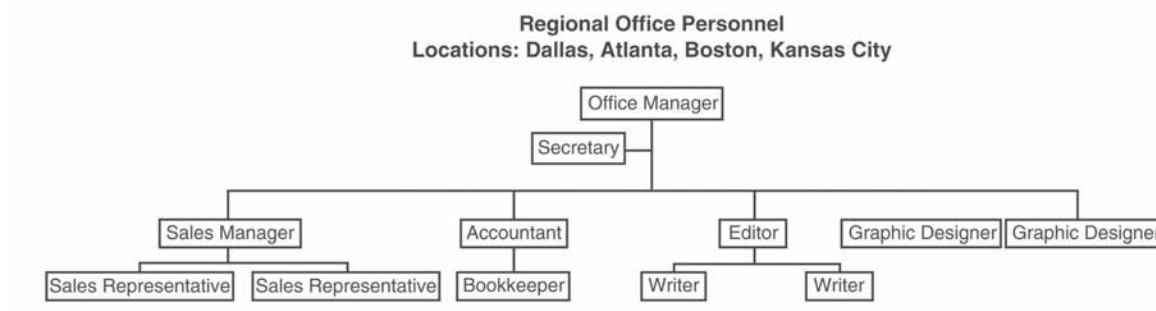 Regional Office Personnel
Locations: Dallas, Atlanta, Boston, Kansas City
Office Manager
Secretary
Sales Manager
Accountant
Editor
Graphic Designer
Graphic Designer
Sales Representative
Sales Representative
Bookkeeper
Writer
Writer